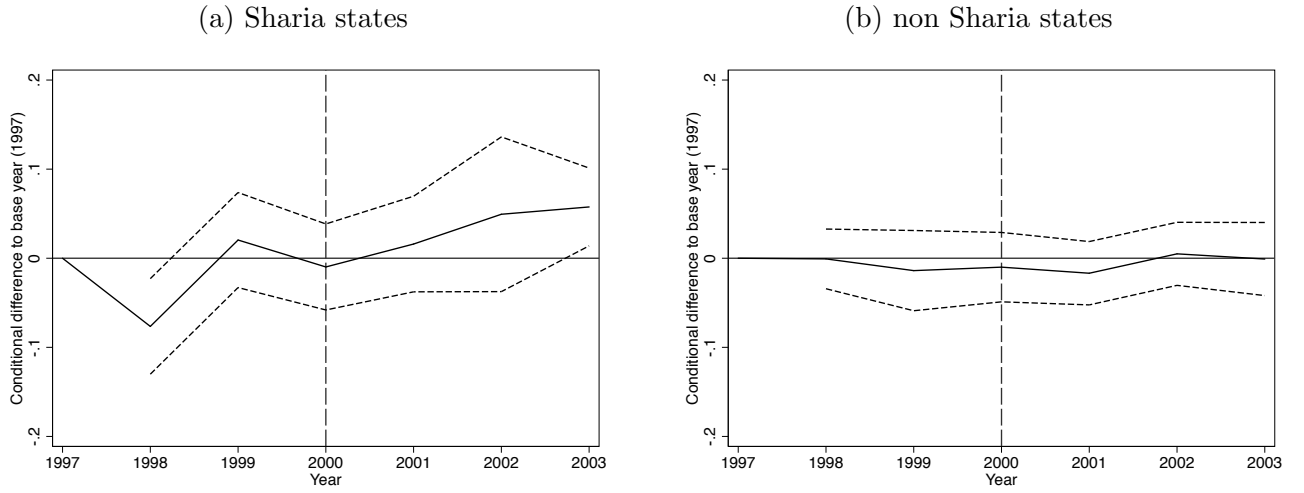 (a) Sharia states
Conditional difference to base year (1997)
.2
.1
0
-.1
-.2
1997 1998 1999 2000 2001 2002 2003
Year
(b) non Sharia states
Conditional difference to base year (1997)
.2
.1
0
-.1
-.2
1997 1998 1999 2000 2001 2002 2003
Year